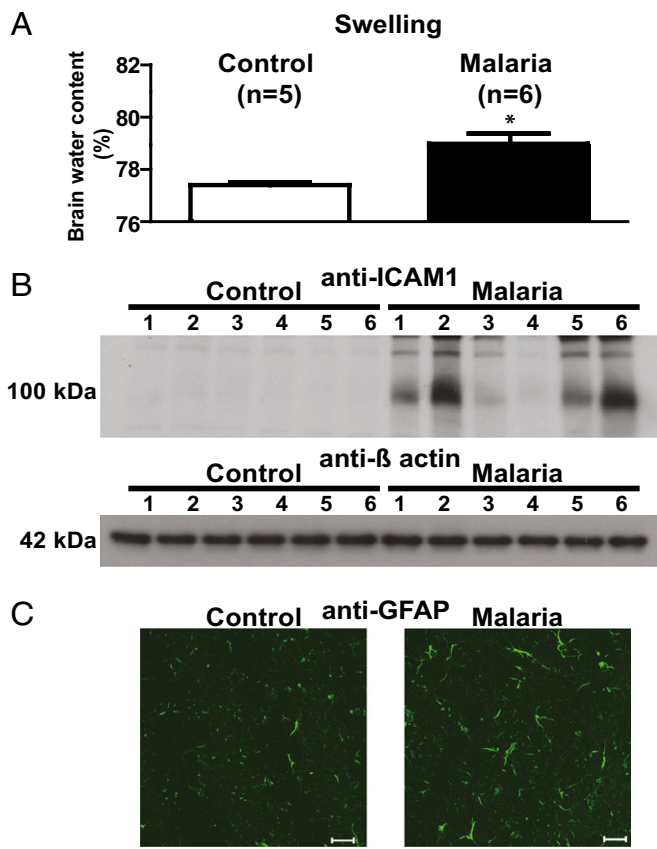 A
Swelling
Control
(n=5)
Malaria
(n=6)
*
Brain water content
(%)
82
80
78
76
B
anti-ICAM1
Control Malaria
1 2 3 4 5 6 1 2 3 4 5 6
100 kDa
anti-ß actin
Control Malaria
1 2 3 4 5 6 1 2 3 4 5 6
42 kDa
C
anti-GFAP
Control Malaria